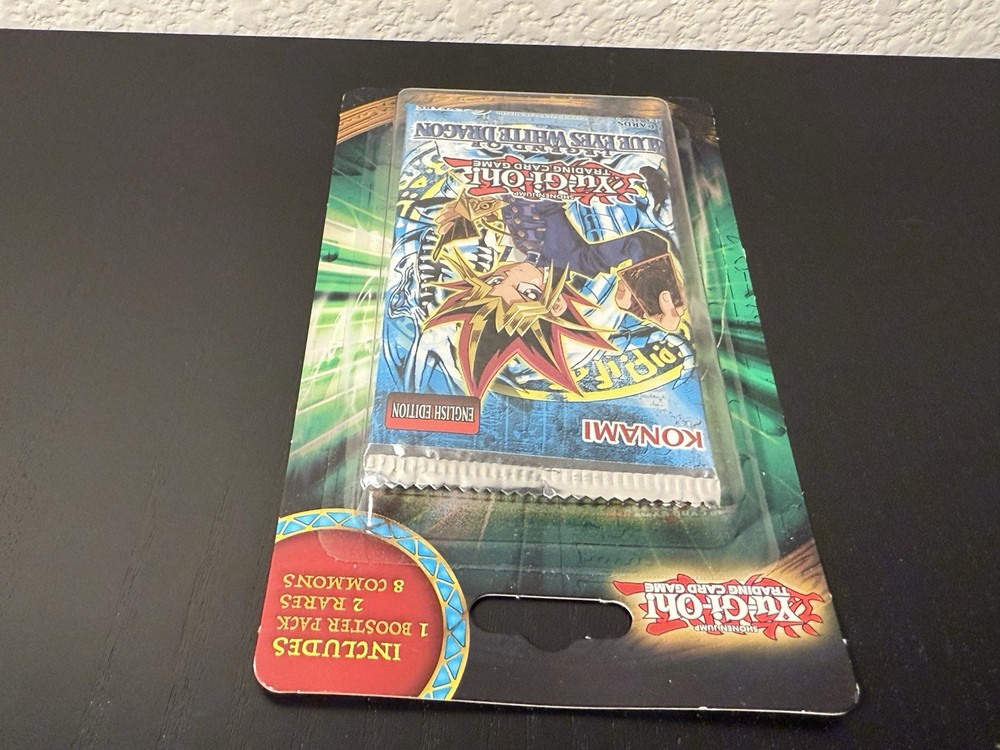 INCLUDES
1 BOOSTER PACK
2 RARES
8 COMMONS
SHONEN JUMP
Yu-Gi-Oh!
TRADING CARD GAME
KONAMI
ENGLISH EDITION
SHONEN JUMP
Yu-Gi-Oh!
TRADING CARD GAME
LEGEND OF
BLUE EYES WHITE DRAGON
CARDS